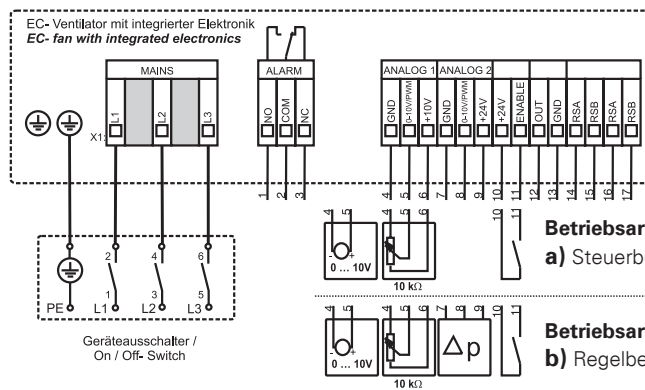 EC- Ventilator mit integrierter Elektronik
EC- fan with integrated electronics
MAINS
ALARM
ANALOG 1 ANALOG 2
X1:
L1
L2
L3
NO
COM
NC
GND
0-10V/PWM
+10V
GND
0-10V/PWM
+24V
+24V
ENABLE
OUT
GND
RSA
RSB
RSA
RSB
1 2 3 4 5 6 7 8 9 10 11 12 13 14 15 16 17
4 5
- +
0 ... 10V
4 5 6
10 kΩ
10 11
Betriebsar
a) Steuerbe
2 4 6
1 3 5
PE L1 L2 L3
Geräteausschalter /
On / Off- Switch
4 5
- +
0 ... 10V
4 5 6
10 kΩ
7 8 9
Δp
10 11
Betriebsar
b) Regelbe